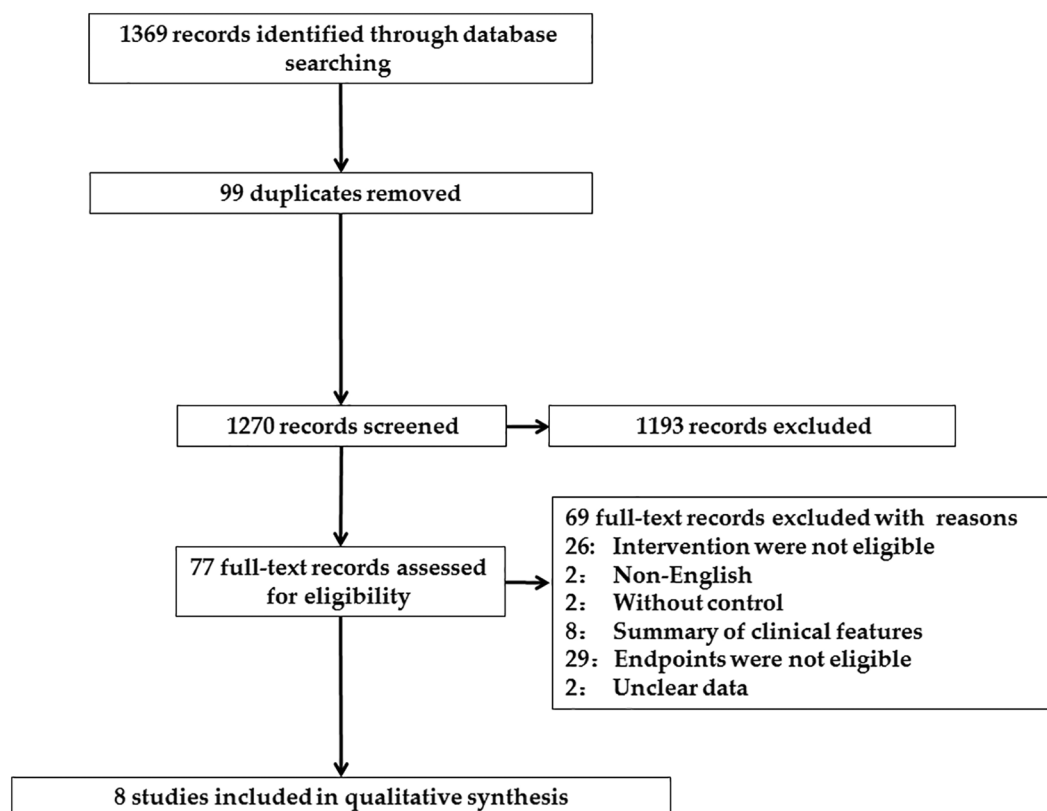 1369 records identified through database
searching
99 duplicates removed
1270 records screened
1193 records excluded
77 full-text records assessed
for eligibility
69 full-text records excluded with reasons
26: Intervention were not eligible
2： Non-English
2： Without control
8： Summary of clinical features
29： Endpoints were not eligible
2： Unclear data
8 studies included in qualitative synthesis